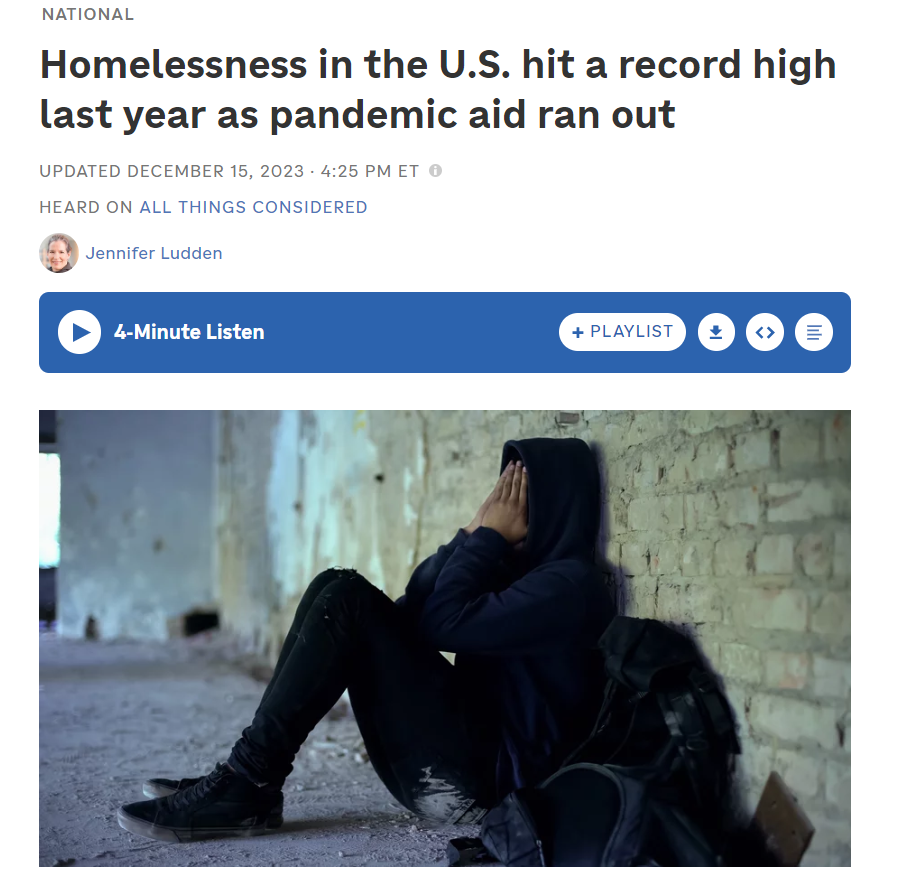 NATIONAL
Homelessness in the U.S. hit a record high
last year as pandemic aid ran out
UPDATED DECEMBER 15, 2023 · 4:25 PM ET
HEARD ON ALL THINGS CONSIDERED
Jennifer Ludden
4-Minute Listen
+ PLAYLIST